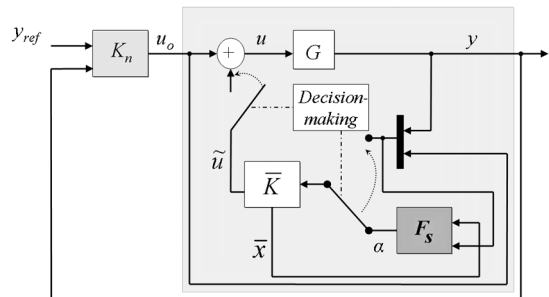 y_ref
K_n
u_o
+
u
G
y
Decision-
making
ũ
K̅
x̅
α
F_s